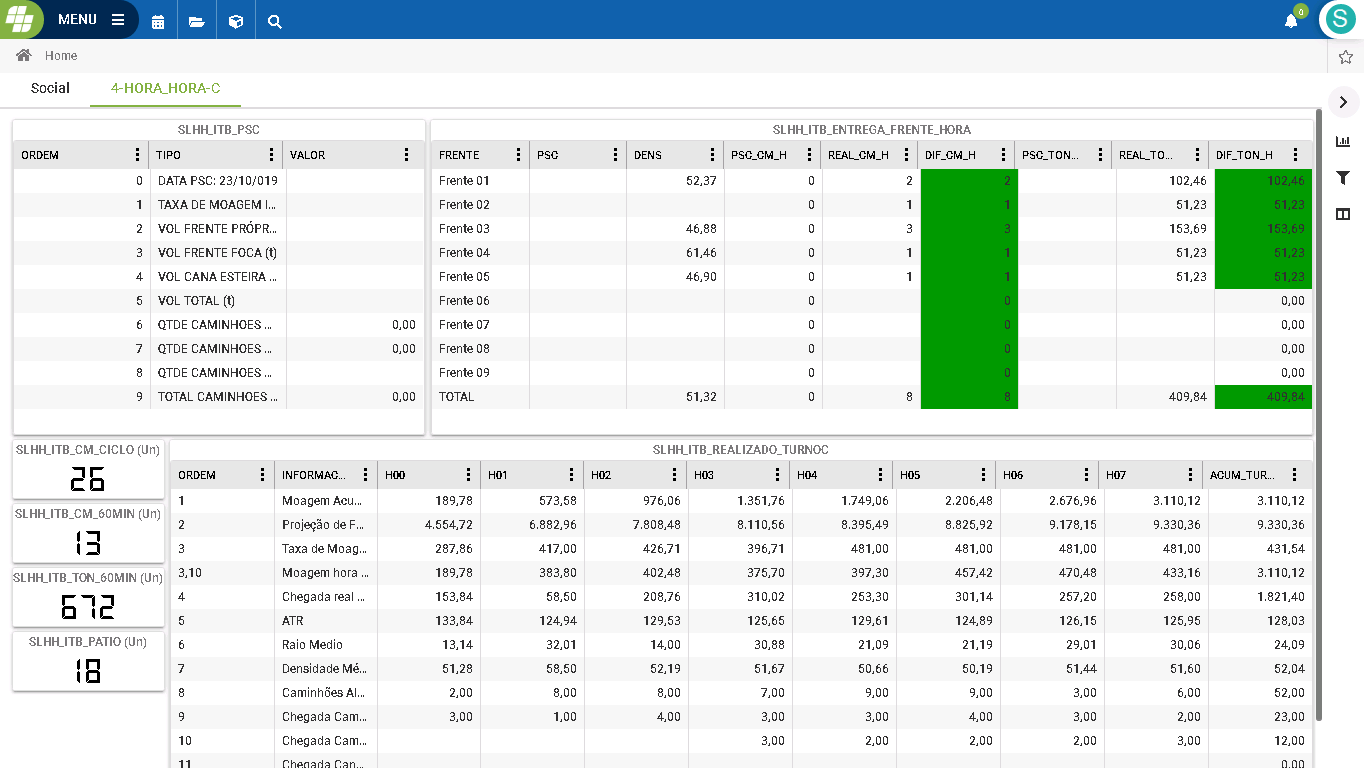 MENU
0
S
Home
Social 4-HORA_HORA-C
SLHH_ITB_PSC
ORDEM TIPO VALOR
0 DATA PSC: 23/10/019
1 TAXA DE MOAGEM I...
2 VOL FRENTE PRÓPR...
3 VOL FRENTE FOCA (t)
4 VOL CANA ESTEIRA ...
5 VOL TOTAL (t)
6 QTDE CAMINHOES ... 0,00
7 QTDE CAMINHOES ... 0,00
8 QTDE CAMINHOES ...
9 TOTAL CAMINHOES ... 0,00
SLHH_ITB_ENTREGA_FRENTE_HORA
FRENTE PSC DENS PSC_CM_H REAL_CM_H DIF_CM_H PSC_TON... REAL_TO... DIF_TON_H
Frente 01 52,37 0 2 2 102,46 102,46
Frente 02 0 1 1 51,23 51,23
Frente 03 46,88 0 3 3 153,69 153,69
Frente 04 61,46 0 1 1 51,23 51,23
Frente 05 46,90 0 1 1 51,23 51,23
Frente 06 0 0 0,00
Frente 07 0 0 0,00
Frente 08 0 0 0,00
Frente 09 0 0 0,00
TOTAL 51,32 0 8 8 409,84 409,84
SLHH_ITB_CM_CICLO (Un)
26
SLHH_ITB_CM_60MIN (Un)
13
SLHH_ITB_TON_60MIN (Un)
672
SLHH_ITB_PATIO (Un)
18
SLHH_ITB_REALIZADO_TURNOC
ORDEM INFORMAC... H00 H01 H02 H03 H04 H05 H06 H07 ACUM_TUR...
1 Moagem Acu... 189,78 573,58 976,06 1.351,76 1.749,06 2.206,48 2.676,96 3.110,12 3.110,12
2 Projeção de F... 4.554,72 6.882,96 7.808,48 8.110,56 8.395,49 8.825,92 9.178,15 9.330,36 9.330,36
3 Taxa de Moag... 287,86 417,00 426,71 396,71 481,00 481,00 481,00 481,00 431,54
3,10 Moagem hora ... 189,78 383,80 402,48 375,70 397,30 457,42 470,48 433,16 3.110,12
4 Chegada real ... 153,84 58,50 208,76 310,02 253,30 301,14 257,20 258,00 1.821,40
5 ATR 133,84 124,94 129,53 125,65 129,61 124,89 126,15 125,95 128,03
6 Raio Medio 13,14 32,01 14,00 30,88 21,09 21,19 29,01 30,06 24,09
7 Densidade Mé... 51,28 58,50 52,19 51,67 50,66 50,19 51,44 51,60 52,04
8 Caminhões Al... 2,00 8,00 8,00 7,00 9,00 9,00 3,00 6,00 52,00
9 Chegada Cam... 3,00 1,00 4,00 3,00 3,00 4,00 3,00 2,00 23,00
10 Chegada Cam... 3,00 2,00 2,00 2,00 3,00 12,00
11 Chegada Can... 0,00